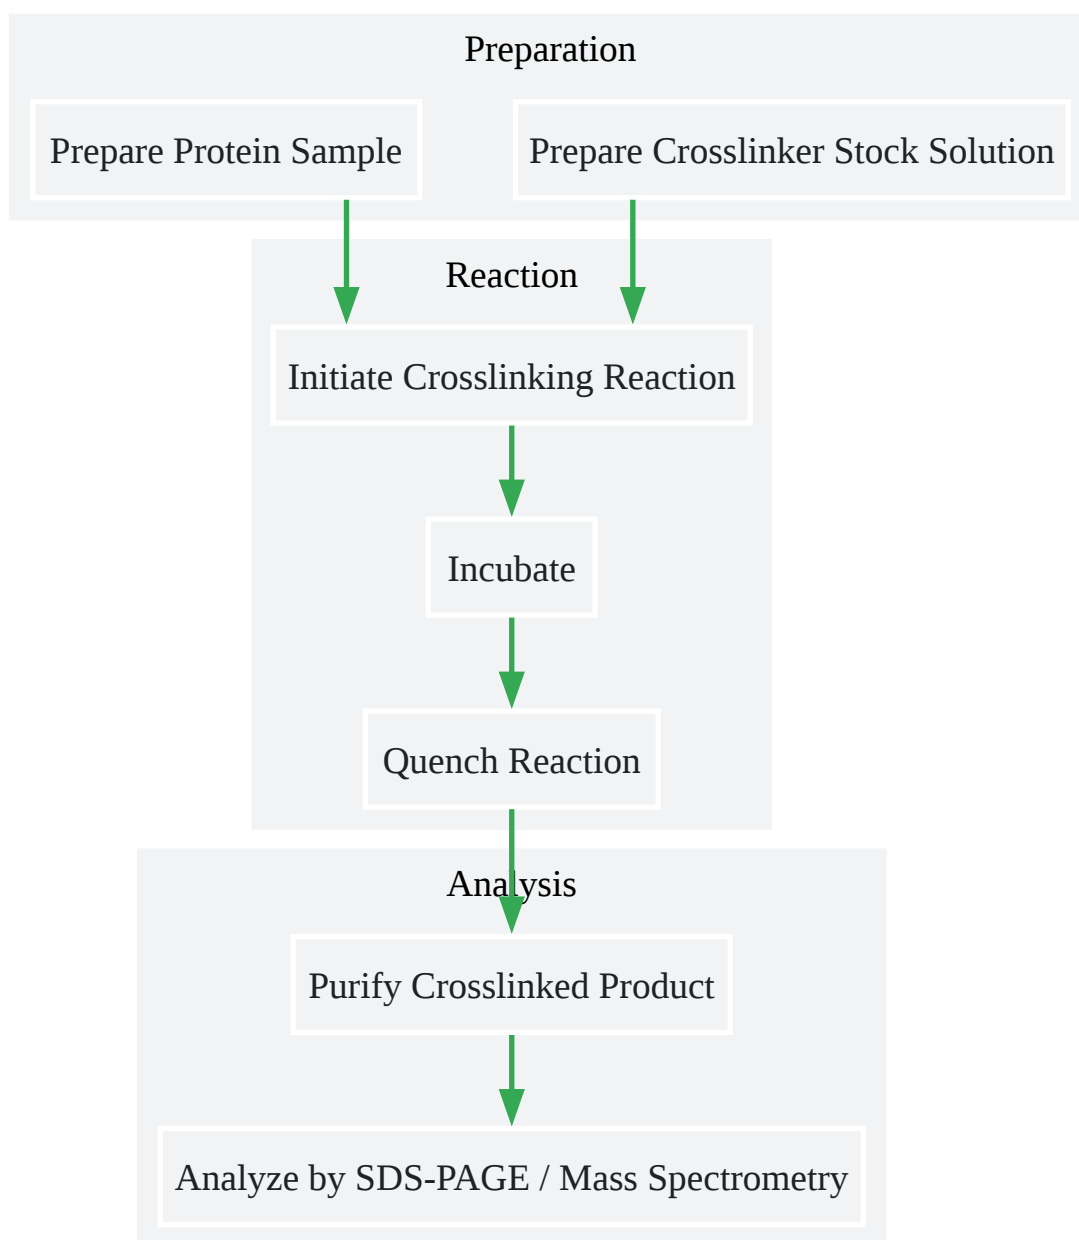 Preparation
Prepare Protein Sample
Prepare Crosslinker Stock Solution
Reaction
Initiate Crosslinking Reaction
Incubate
Quench Reaction
Analysis
Purify Crosslinked Product
Analyze by SDS-PAGE / Mass Spectrometry